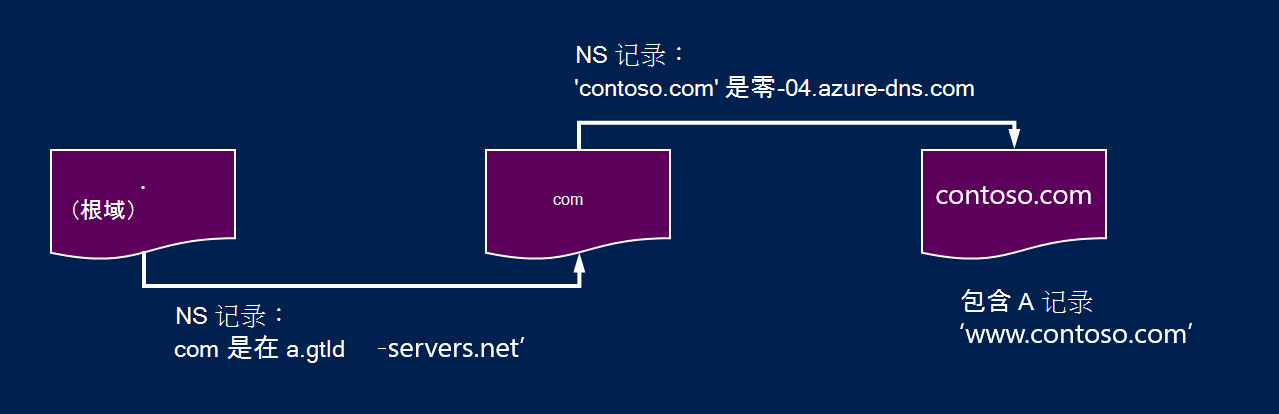 NS 记录：
'contoso.com' 是零-04.azure-dns.com
.
（根域）
com
contoso.com
NS 记录：
com 是在 a.gtld -servers.net’
包含 A 记录
‘www.contoso.com’